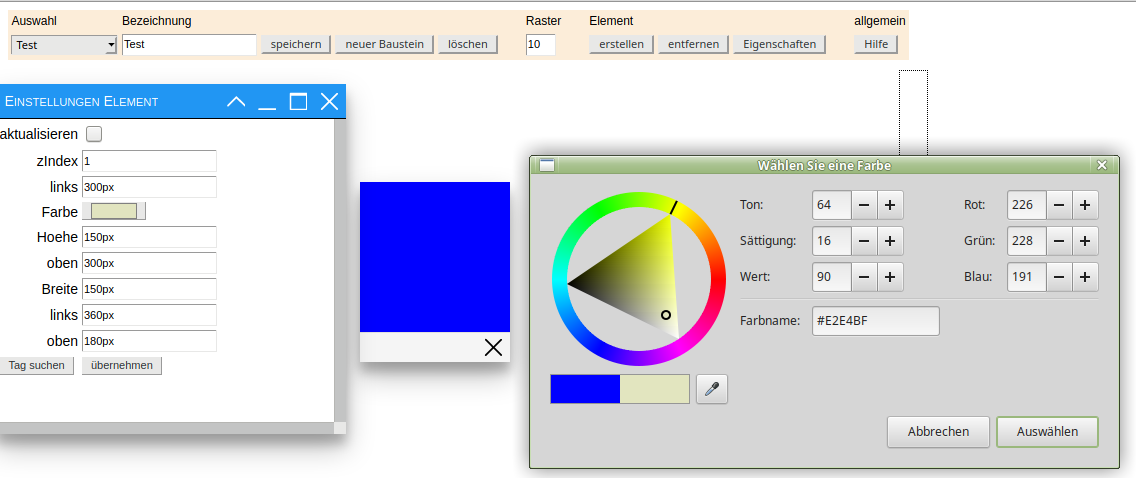 Auswahl Bezeichnung Raster Element allgemein
Test Test speichern neuer Baustein löschen 10 erstellen entfernen Eigenschaften Hilfe
Einstellungen Element
aktualisieren
zIndex 1
links 300px
Farbe
Hoehe 150px
oben 300px
Breite 150px
links 360px
oben 180px
Tag suchen übernehmen
Wählen Sie eine Farbe
Ton: 64 Rot: 226
Sättigung: 16 Grün: 228
Wert: 90 Blau: 191
Farbname: #E2E4BF
Abbrechen Auswählen